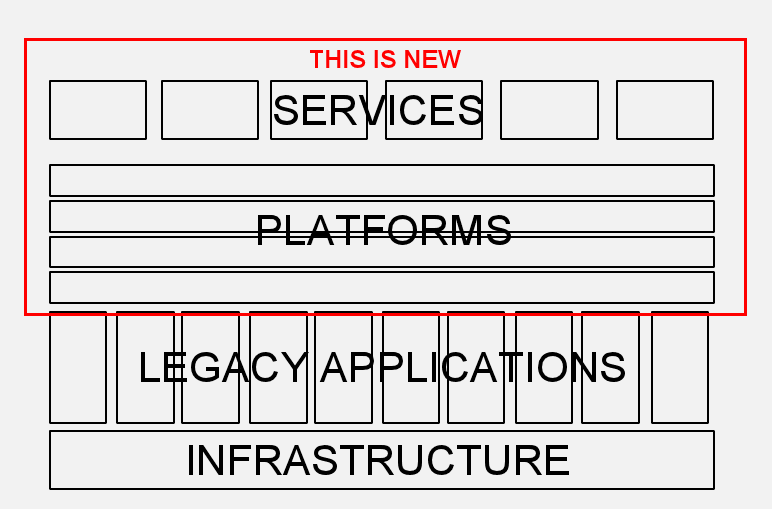 THIS IS NEW
SERVICES
PLATFORMS
LEGACY APPLICATIONS
INFRASTRUCTURE